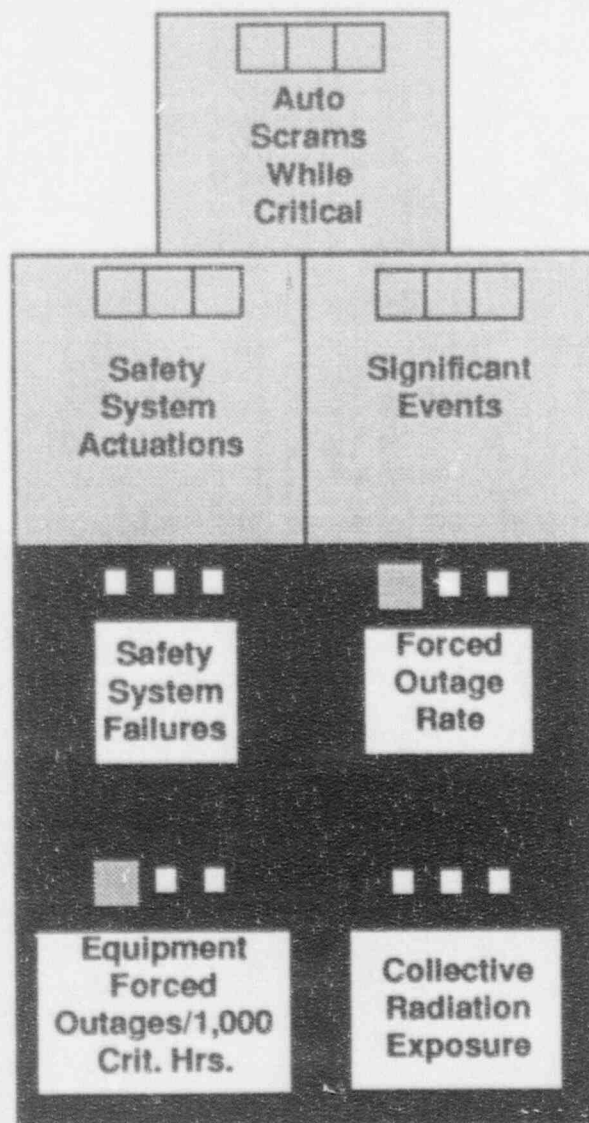 Auto
Scrams
While
Critical
Safety
System
Actuations
Significant
Events
Safety
System
Failures
Forced
Outage
Rate
Equipment
Forced
Outages/1,000
Crit. Hrs.
Collective
Radiation
Exposure